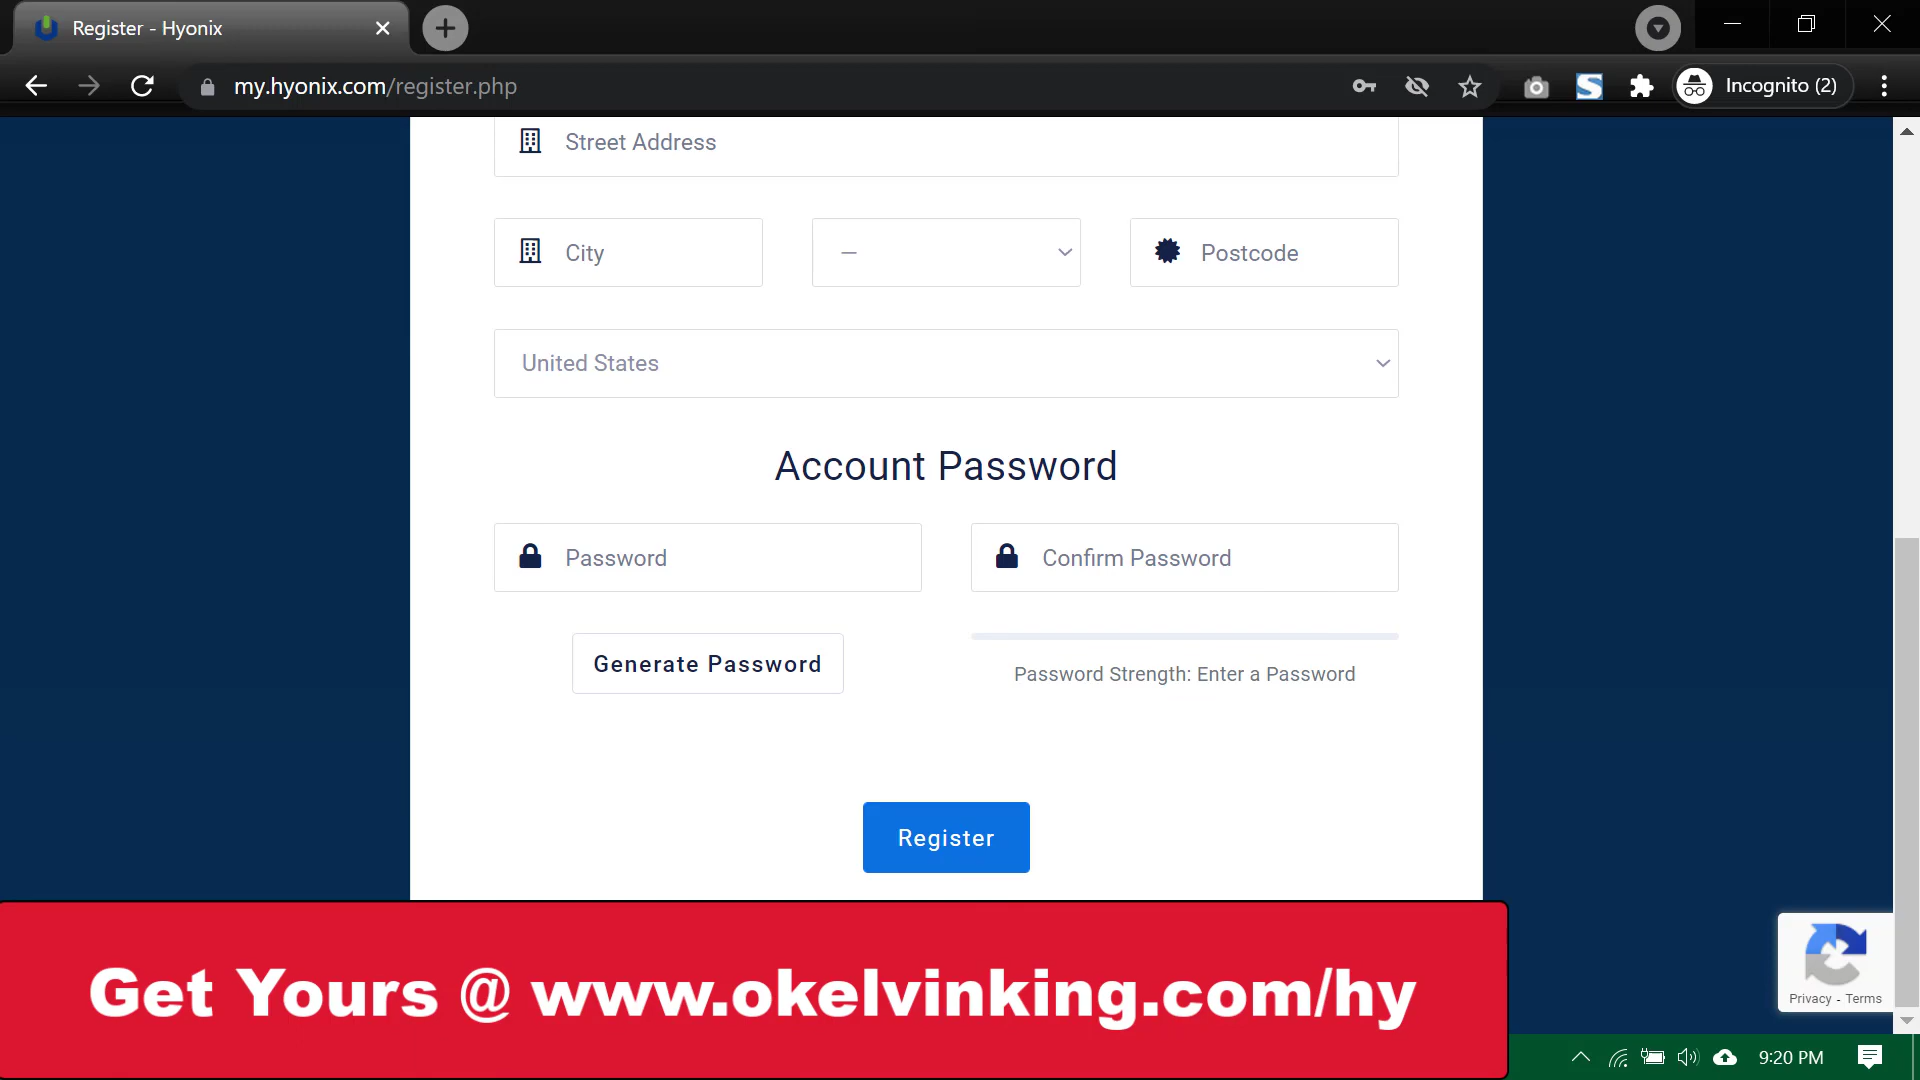 Register - Hyonix
my.hyonix.com/register.php
Incognito (2)
Street Address
City
—
Postcode
United States
Account Password
Password
Confirm Password
Generate Password
Password Strength: Enter a Password
Register
Get Yours @ www.okelvinking.com/hy
Privacy - Terms
9:20 PM